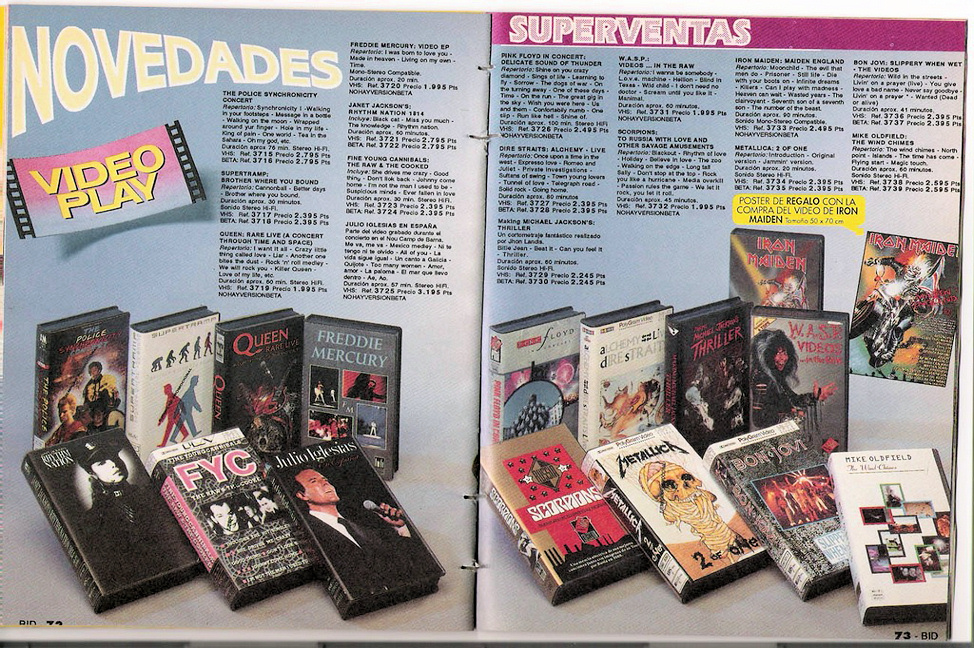 NOVEDADES
VIDEO
PLAY
THE POLICE SYNCHRONICITY
CONCERT
Repertorio: Synchronicity I -Walking
in your footsteps - Message in a bottle
- Walking on the moon - Wrapped
around yur finger - Hole in my life -
King of pain - One world - Tea in the
Sahara - Oh my god, etc.
Duración aprox 76 min. Stereo HI-FI.
VHS: Ref. 3715 Precio 2.795 Pts
BETA: Ref. 3716 Precio 2.795 Pts
SUPERTRAMP:
BROTHER WHERE YOU BOUND
Repertorio: Cannonball - Better days
- Brother where you bound.
Duración aprox. 30 mins.
Sonido Stereo HI-FI.
VHS: Ref. 3717 Precio 2.395 Pts
BETA: Ref. 3718 Precio 2.395 Pts
QUEEN: RARE LIVE (A CONCERT
THROUGH TIME AND SPACE)
Repertorio: I want it all - Crazy little
thing called love - Liar - Another one
bites the dust - Rock 'n' roll medley -
We will rock you - Killer Queen -
Love of my life, etc.
Duración aprox. 60 min. Stereo HI-FI.
VHS: Ref. 3719 Precio 1.995 Pts
NOHAYVERSIONBETA
FREDDIE MERCURY: VIDEO EP
Repertorio: I was born to love you -
Made in heaven - Living on my own -
Time.
Mono-Stereo Compatible.
Duración aprox. 20 min.
VHS: Ref. 3720 Precio 1.995 Pts
NOHAYVERSIONBETA
JANET JACKSON'S:
RHYTHM NATION 1814
Incluye: Black cat - Miss you much -
The knowledge - Rhythm nation.
Duración aprox. 60 mins.
VHS: Ref. 3721 Precio 2.795 Pts
BETA: Ref. 3722 Precio 2.795 Pts
FINE YOUNG CANNIBALS:
THE RAW & THE COOKED
Incluye: She drives me crazy - Good
thing - Don't llok back - Johnny come
home - I'm not the man I used to be -
Suspicious minds - Ever fallen in love
Duración aprox. 30 min. Stereo HI-FI.
VHS: Ref. 3723 Precio 2.395 Pts
BETA: Ref. 3724 Precio 2.395 Pts
JULIO IGLESIAS EN ESPAÑA
Parte del video grabado durante el
concierto en el Nou Camp de Barna.
Me va, me va - Mexico medley - Ni te
tengo ni te olvido - All of you - La
vida sigue igual - Un canto a Galicia -
Quijote - Too many women - Amor,
amor - La paloma - El mar que llevo
dentro - Ae, Ao.
Duración aprox. 57 min. Stereo HI-FI.
VHS: Ref. 3725 Precio 3.195 Pts
NOHAYVERSIONBETA
THE
POLICE
SUPERTRAMP
QUEEN
RARE LIVE
QUEEN
FREDDIE
MERCURY
RHYTHM
NATION
FYC
THE RAW & THE COOKED
Julio Iglesias
SUPERVENTAS
PINK FLOYD IN CONCERT:
DELICATE SOUND OF THUNDER
Repertorio: Shine on you crazy
diamond - Singe of life - Learning to
fly - Sorrow - The dogs of war - On
the turning away - One of these days -
Time - On the run - The great gig in
the sky - Wish you were here - Us
and them - Confortably numb - One
slip - Run like hell - Shine of.
Duración aprox. 100 min. Stereo HIFI
VHS: Ref. 3726 Precio 2.495 Pts
NOHAYVERSIONBETA
DIRE STRAITS: ALCHEMY - LIVE
Repertorio: Once upon a time in the
west - Expresso love - Romeo and
Juliet - Private investigations -
Sultans of swing - Twon young lovers
- Tunnel of love - Telegraph road -
Solid rock - Going home.
Duración aprox. 80 minutos
VHS: Ref. 3727 Precio 2.395 Pts
BETA: Ref. 3728 Precio 2.395 Pts
Making MICHAEL JACKSON'S:
THRILLER
Un cortometraje fantástico realizado
por Jhon Landis.
Billie Jean - Beat it - Can you feel it
- Thriller.
Duración aprox. 60 minutos.
Sonido Stereo HI-FI.
VHS: Ref. 3729 Precio 2.245 Pts
BETA: Ref. 3730 Precio 2.245 Pts
W.A.S.P.:
VIDEOS ... IN THE RAW
Repertorio: I wanna be somebody -
L.o.v.e. machine - Hellion - Blind in
Texas - Wild child - I don't need no
doctor - Scream until you like it -
Manimal.
Duración aprox. 60 minutos.
VHS: Ref. 3731 Precio 1.995 Pts
NOHAYVERSIONBETA
SCORPIONS:
TO RUSSIA WITH LOVE AND
OTHER SAVAGE AMUSEMENTS
Repertorio: Blackout - Rhythm of love
- Holiday - Believe in love - The love
- Walking on the edge - Long tall
Sally - Don't stop at the top - Rock
you like a hurricane - Media overkill
- Passion rules the game - We let it
rock, you let it roll.
Duración aprox. 45 minutos.
VHS: Ref. 3732 Precio 1.995 Pts
NOHAYVERSIONBETA
IRON MAIDEN: MAIDEN ENGLAND
Repertorio: Moonchild - The evil that
men do - Prisoner - Still life - Die
with your boots on - Infinite dreams
- Killers - Can I play with madness -
Heaven can wait - Wasted years - The
clairvoyant - Seventh son of a seventh
son - The number of the beast.
Duración aprox. 90 minutos.
Sonido Mono-Stereo Compatible.
VHS: Ref. 3733 Precio 2.495 Pts
NOHAYVERSIONBETA
METALLICA: 2 OF ONE
Repertorio: Introduction - Original
version - Jammin' version.
Duración aprox. 20 minutos.
Sonido Stereo HI-FI.
VHS: Ref. 3734 Precio 2.395 Pts
BETA: Ref. 3735 Precio 2.395 Pts
BON JOVI: SLIPPERY WHEN WET
- THE VIDEOS
Repertorio: Wild in the streets -
Livin' on a prayer (live) - You give
love a bad name - Never say goodbye -
Livin' on a prayer" - Wanted (Dead
or alive)
Duración aprox. 41 minutos.
VHS: Ref. 3736 Precio 2.395 Pts
BETA: Ref. 3737 Precio 2.395 Pts
MIKE OLDFIELD:
THE WIND CHIMES
Repertorio: The wind chimes - North
point - Islands - The time has come -
Flying start - Magic touch.
Duración aprox. 60 minutos.
Sonido Stereo HI-FI.
VHS: Ref. 3738 Precio 2.595 Pts
BETA: Ref. 3739 Precio 2.595 Pts
POSTER DE REGALO CON LA
COMPRA DEL VIDEO DE IRON
MAIDEN Tamaño 50 x 70 cm
IRON
MAIDEN
IRON MAIDE
PolyGramVideo
alchemy LIVE
dIRE sTRAITS
THRILLER
W.A.S.P.
VIDEOS
SCORPIONS
PolyGramVideo
METALLICA
2 of One
PolyGramVideo
BON JOVI
MIKE OLDFIELD
The Wind Chimes
73 - BID